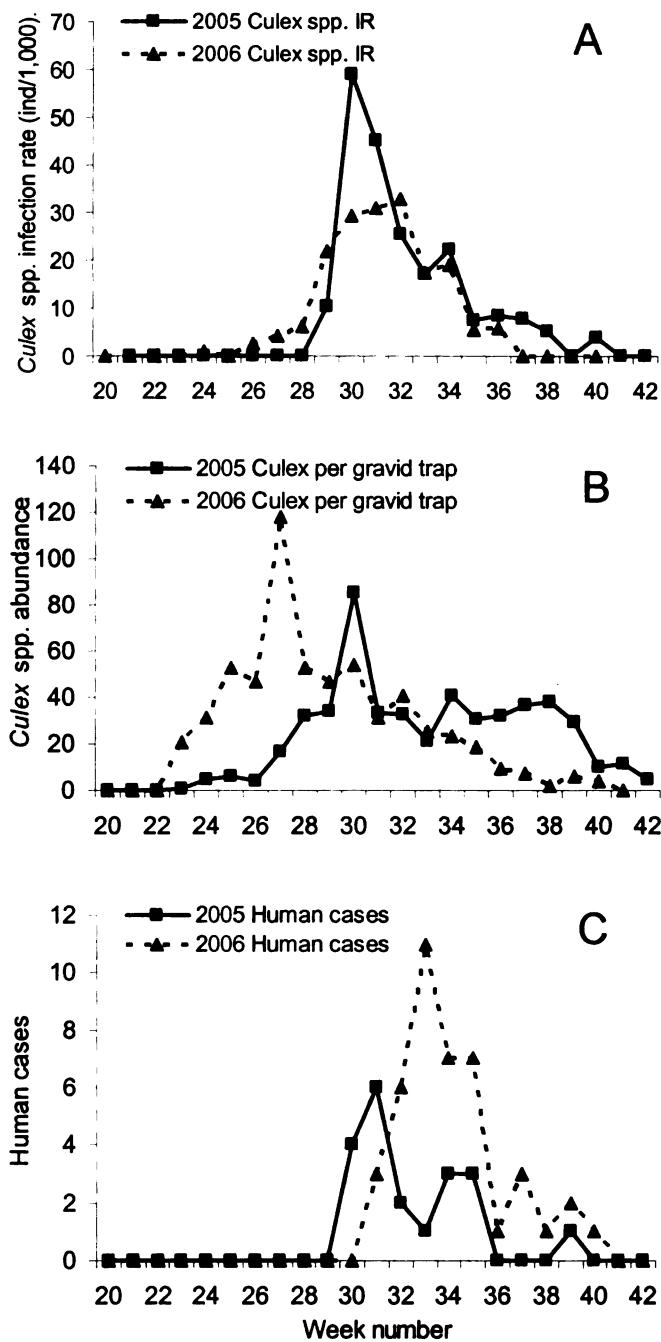 2005 Culex spp. IR
2006 Culex spp. IR
A
Culex spp. infection rate (ind/1,000).
70
60
50
40
30
20
10
0
20 22 24 26 28 30 32 34 36 38 40 42
2005 Culex per gravid trap
2006 Culex per gravid trap
B
Culex spp. abundance
140
120
100
80
60
40
20
0
20 22 24 26 28 30 32 34 36 38 40 42
2005 Human cases
2006 Human cases
C
Human cases
12
10
8
6
4
2
0
20 22 24 26 28 30 32 34 36 38 40 42
Week number